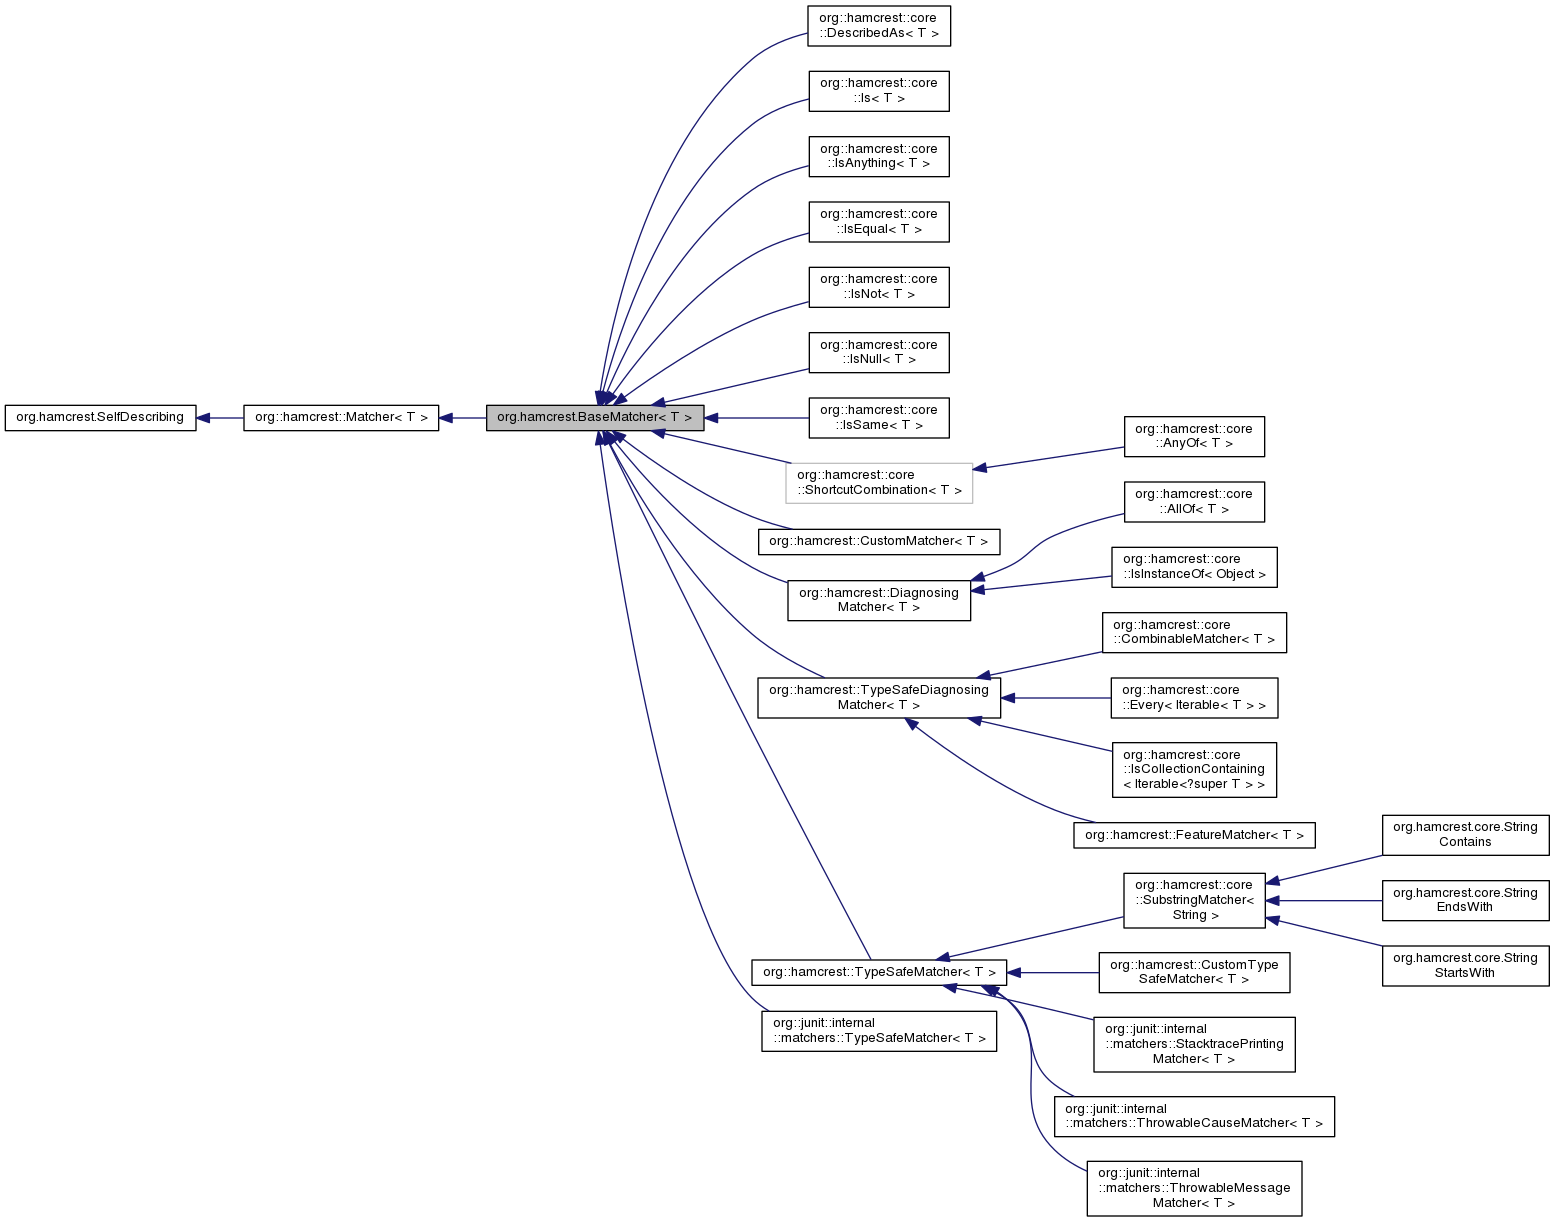 org::hamcrest::core
::DescribedAs< T >
org::hamcrest::core
::Is< T >
org::hamcrest::core
::IsAnything< T >
org::hamcrest::core
::IsEqual< T >
org::hamcrest::core
::IsNot< T >
org::hamcrest::core
::IsNull< T >
org.hamcrest.SelfDescribing
org::hamcrest::Matcher< T >
org.hamcrest.BaseMatcher< T >
org::hamcrest::core
::IsSame< T >
org::hamcrest::core
::ShortcutCombination< T >
org::hamcrest::core
::AnyOf< T >
org::hamcrest::CustomMatcher< T >
org::hamcrest::core
::AllOf< T >
org::hamcrest::Diagnosing
Matcher< T >
org::hamcrest::core
::IsInstanceOf< Object >
org::hamcrest::core
::CombinableMatcher< T >
org::hamcrest::TypeSafeDiagnosing
Matcher< T >
org::hamcrest::core
::Every< Iterable< T > >
org::hamcrest::core
::IsCollectionContaining
< Iterable<?super T > >
org::hamcrest::FeatureMatcher< T >
org.hamcrest.core.String
Contains
org::hamcrest::core
::SubstringMatcher<
String >
org.hamcrest.core.String
EndsWith
org.hamcrest.core.String
StartsWith
org::hamcrest::TypeSafeMatcher< T >
org::hamcrest::CustomType
SafeMatcher< T >
org::junit::internal
::matchers::TypeSafeMatcher< T >
org::junit::internal
::matchers::StacktracePrinting
Matcher< T >
org::junit::internal
::matchers::ThrowableCauseMatcher< T >
org::junit::internal
::matchers::ThrowableMessage
Matcher< T >